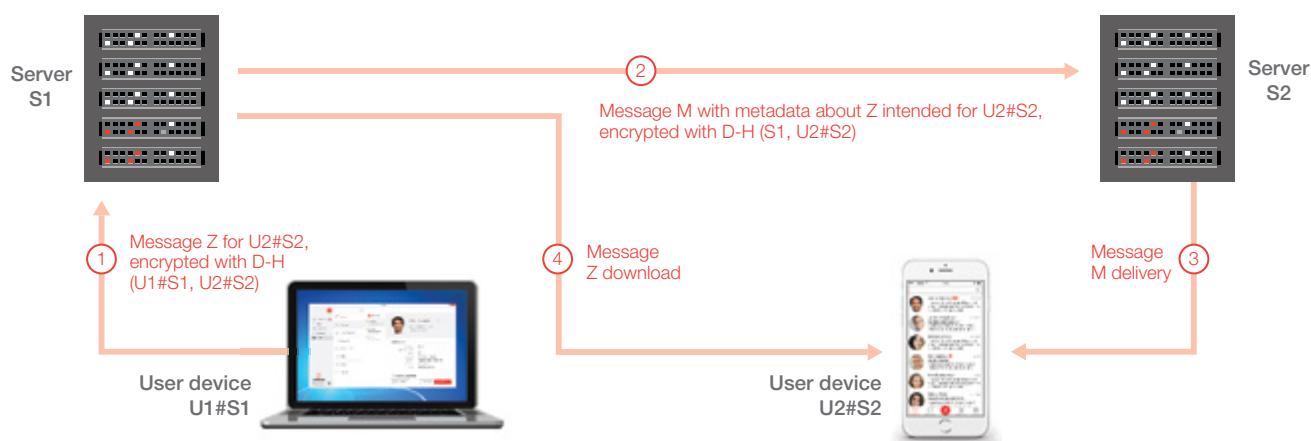 Server
S1
2
Message M with metadata about Z intended for U2#S2,
encrypted with D-H (S1, U2#S2)
Server
S2
1
Message Z for U2#S2,
encrypted with D-H
(U1#S1, U2#S2)
4
Message
Z download
Message
M delivery
3
User device
U1#S1
User device
U2#S2